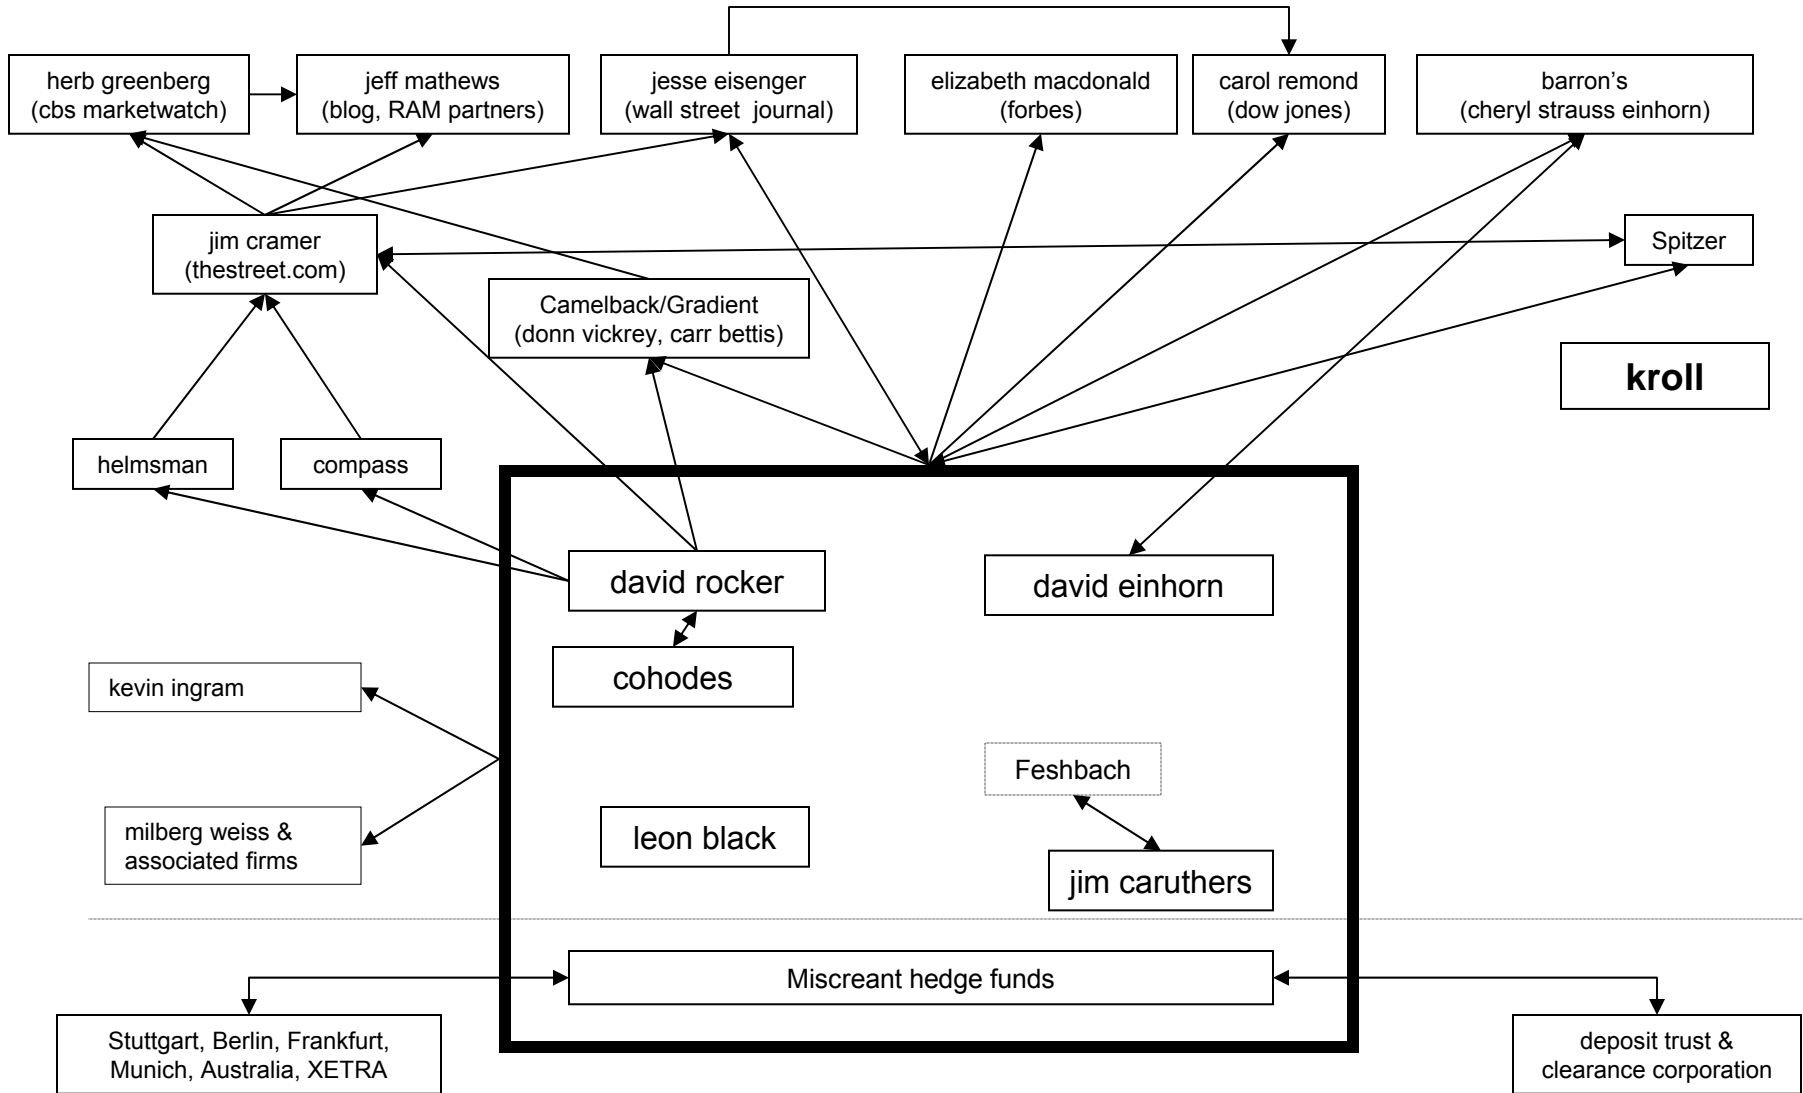 herb greenberg
(cbs marketwatch)
jeff mathews
(blog, RAM partners)
jesse eisenger
(wall street journal)
elizabeth macdonald
(forbes)
carol remond
(dow jones)
barron’s
(cheryl strauss einhorn)
jim cramer
(thestreet.com)
Spitzer
Camelback/Gradient
(donn vickrey, carr bettis)
kroll
helmsman
compass
david rocker
david einhorn
cohodes
kevin ingram
Feshbach
milberg weiss &
associated firms
leon black
jim caruthers
Miscreant hedge funds
Stuttgart, Berlin, Frankfurt,
Munich, Australia, XETRA
deposit trust &
clearance corporation